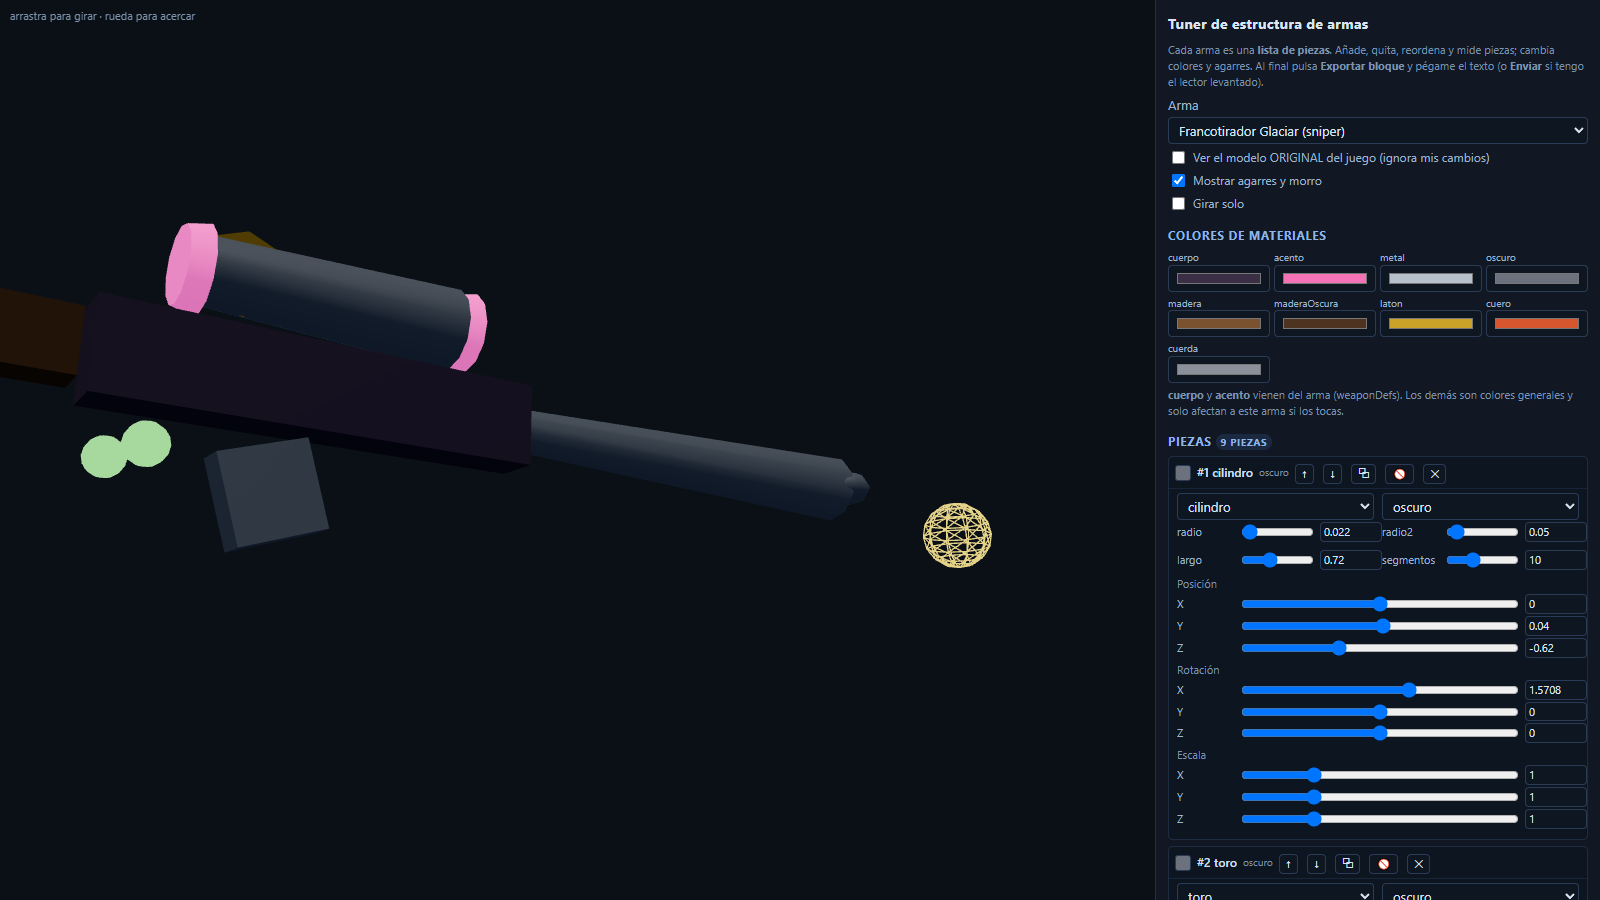 arrastra para girar · rueda para acercar
Tuner de estructura de armas
Cada arma es una lista de piezas. Añade, quita, reordena y mide piezas; cambia
colores y agarres. Al final pulsa Exportar bloque y pégame el texto (o Enviar si tengo
el lector levantado).
Arma
Francotirador Glaciar (sniper)
Ver el modelo ORIGINAL del juego (ignora mis cambios)
Mostrar agarres y morro
Girar solo
COLORES DE MATERIALES
cuerpo acento metal oscuro
madera maderaOscura laton cuero
cuerda
cuerpo y acento vienen del arma (weaponDefs). Los demás son colores generales y
solo afectan a este arma si los tocas.
PIEZAS 9 PIEZAS
#1 cilindro oscuro ↑ ↓
cilindro oscuro
radio 0.022 radio2 0.05
largo 0.72 segmentos 10
Posición
X 0
Y 0.04
Z -0.62
Rotación
X 1.5708
Y 0
Z 0
Escala
X 1
Y 1
Z 1
#2 toro oscuro ↑ ↓
toro oscuro